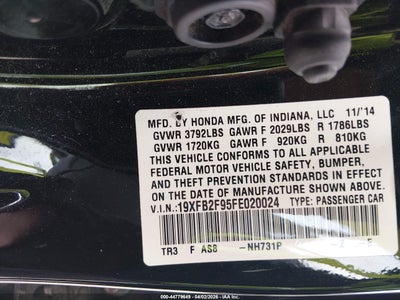 MFD. BY HONDA MFG. OF INDIANA, LLC 11/'14
GVWR 3792LBS GAWR F 2029LBS R 1786LBS
GVWR 1720KG GAWR F 920KG R 810KG
THIS VEHICLE CONFORMS TO ALL APPLICABLE
FEDERAL MOTOR VEHICLE SAFETY, BUMPER,
AND THEFT PREVENTION STANDARDS IN EFFECT ON
THE DATE OF MANUFACTURE SHOWN ABOVE.
V.I.N.:19XFB2F95FE020024 TYPE: PASSENGER CAR
TR3 F AS8 -NH731P
000-44779649 - 04/02/2026 - IAAI.COM